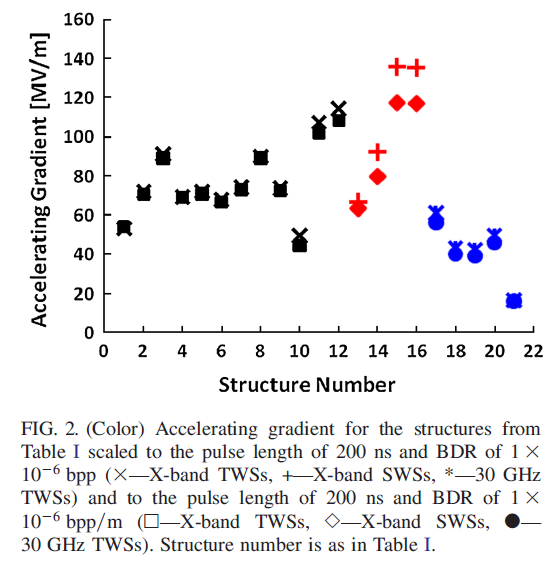 160
140
120
100
80
60
40
20
0
Accelerating Gradient [MV/m]
0 2 4 6 8 10 12 14 16 18 20 22
Structure Number
FIG. 2. (Color) Accelerating gradient for the structures from
Table I scaled to the pulse length of 200 ns and BDR of 1 ×
10⁻⁶ bpp (×—X-band TWSs, +—X-band SWSs, *—30 GHz
TWSs) and to the pulse length of 200 ns and BDR of 1 ×
10⁻⁶ bpp/m (□—X-band TWSs, ◇—X-band SWSs, ●—
30 GHz TWSs). Structure number is as in Table I.